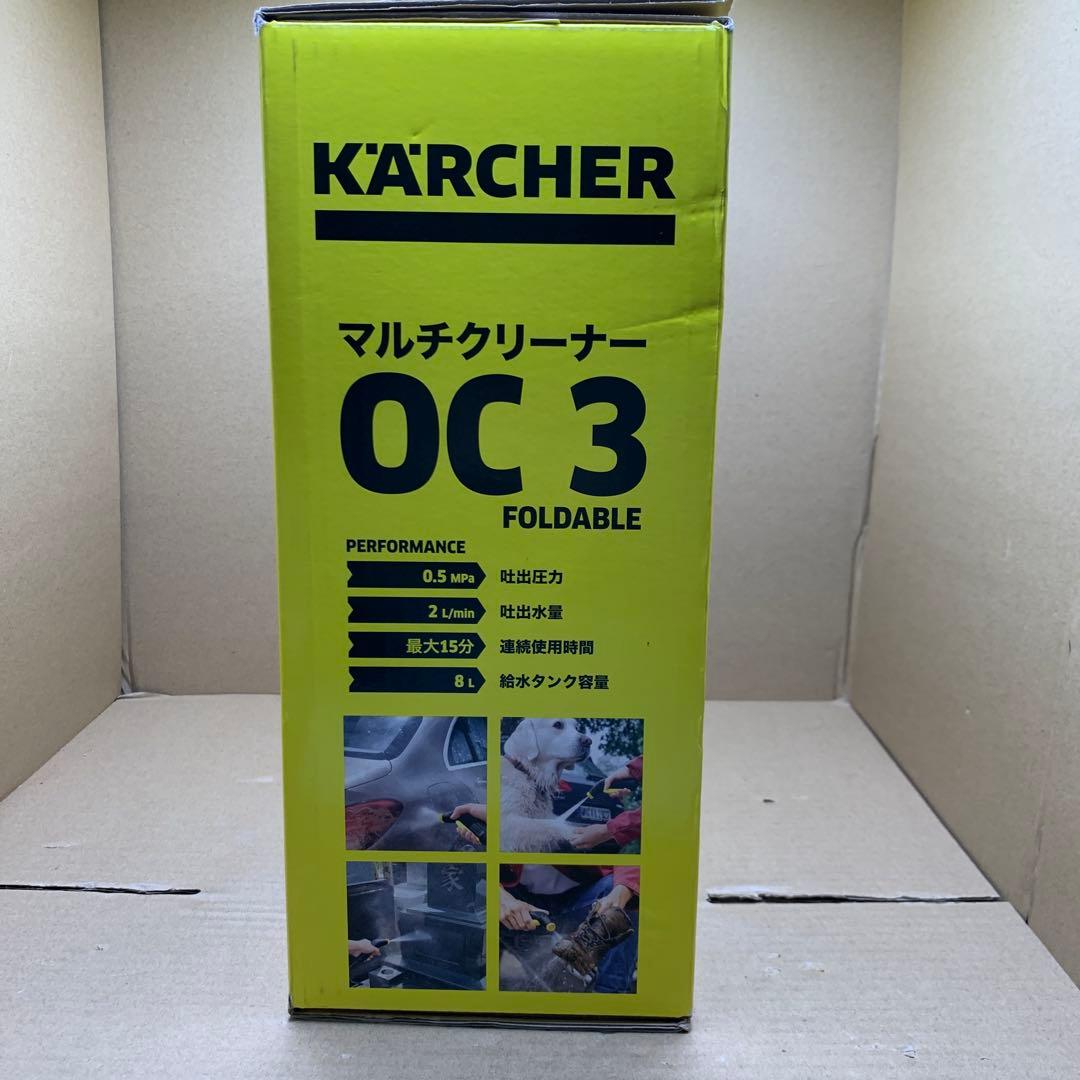 KÄRCHER
マルチクリーナー
OC 3
FOLDABLE
PERFORMANCE
0.5 MPa 吐出圧力
2 L/min 吐出水量
最大15分 連続使用時間
8 L 給水タンク容量
家